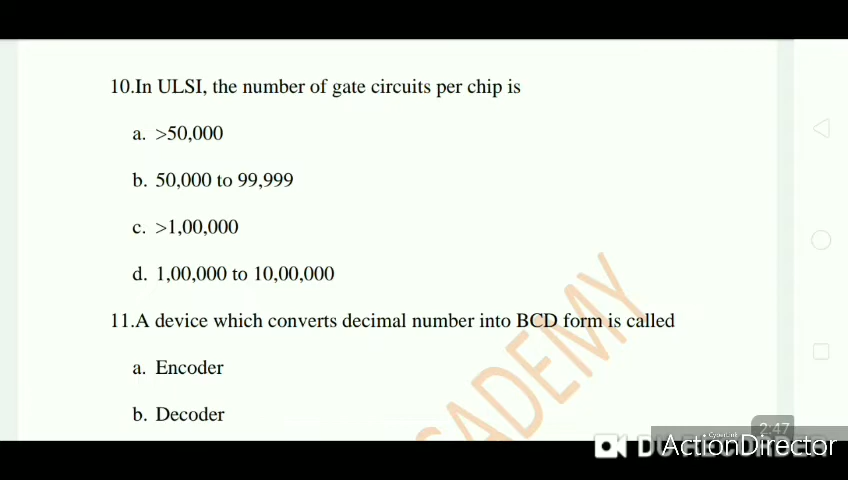 10.In ULSI, the number of gate circuits per chip is
a. >50,000
b. 50,000 to 99,999
c. >1,00,000
d. 1,00,000 to 10,00,000
11.A device which converts decimal number into BCD form is called
a. Encoder
b. Decoder
2:47
CyberLink
ActionDirector